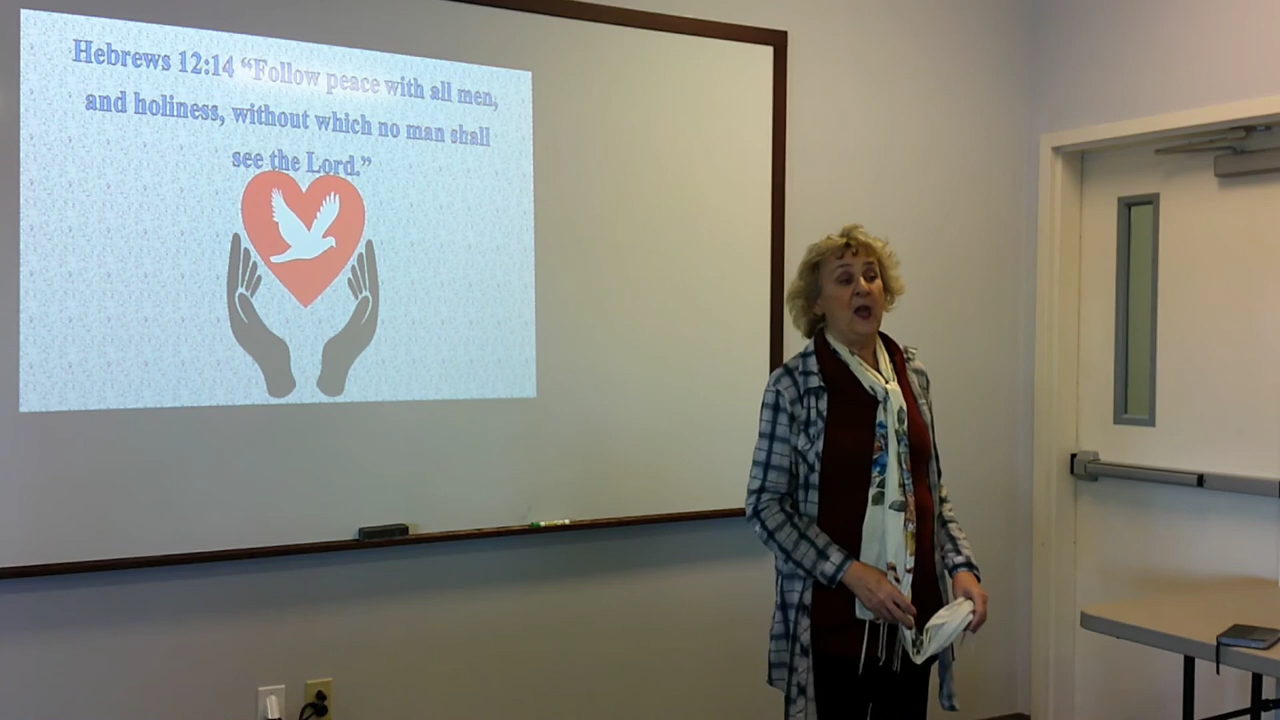 Hebrews 12:14 “Follow peace with all men,
and holiness, without which no man shall
see the Lord.”